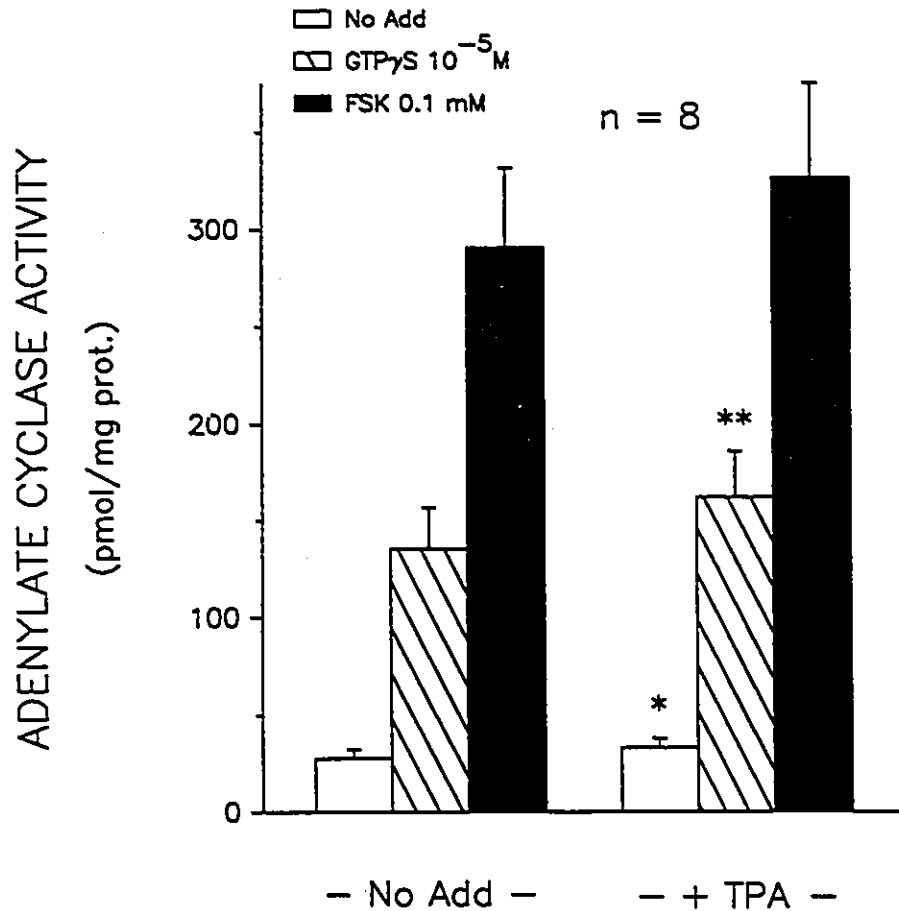 No Add
GTPγS 10⁻⁵M
FSK 0.1 mM
n = 8
ADENYLATE CYCLASE ACTIVITY
(pmol/mg prot.)
300
200
100
0
**
*
– No Add –
– + TPA –